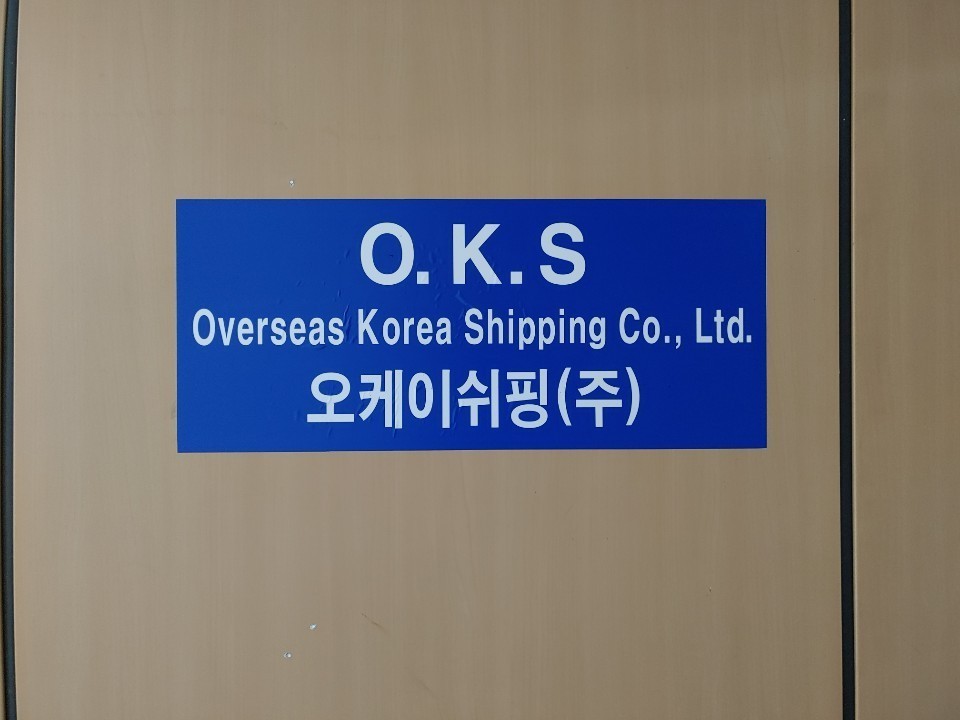 O.K.S
Overseas Korea Shipping Co., Ltd.
오케이쉬핑(주)